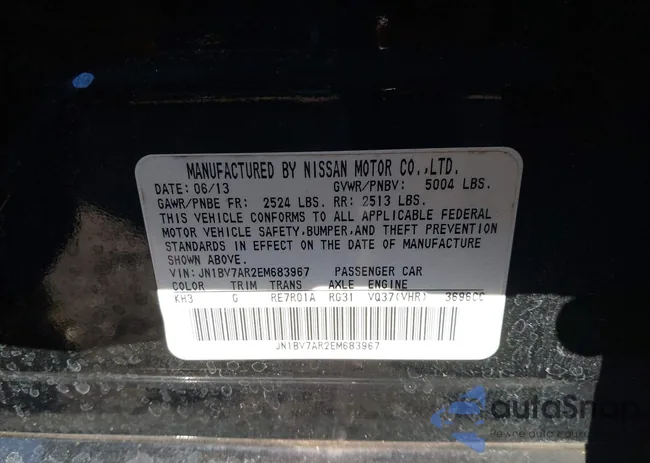 MANUFACTURED BY NISSAN MOTOR CO.,LTD.
DATE: 06/13 GVWR/PNBV: 5004 LBS.
GAWR/PNBE FR: 2524 LBS. RR: 2513 LBS.
THIS VEHICLE CONFORMS TO ALL APPLICABLE FEDERAL
MOTOR VEHICLE SAFETY, BUMPER, AND THEFT PREVENTION
STANDARDS IN EFFECT ON THE DATE OF MANUFACTURE
SHOWN ABOVE.
VIN: JN1BV7AR2EM683967 PASSENGER CAR
COLOR TRIM TRANS AXLE ENGINE
KH3 G RE7R01A RG31 VQ37(VHR) 3696CC
JN1BV7AR2EM683967
autoSnap
Pewne auto